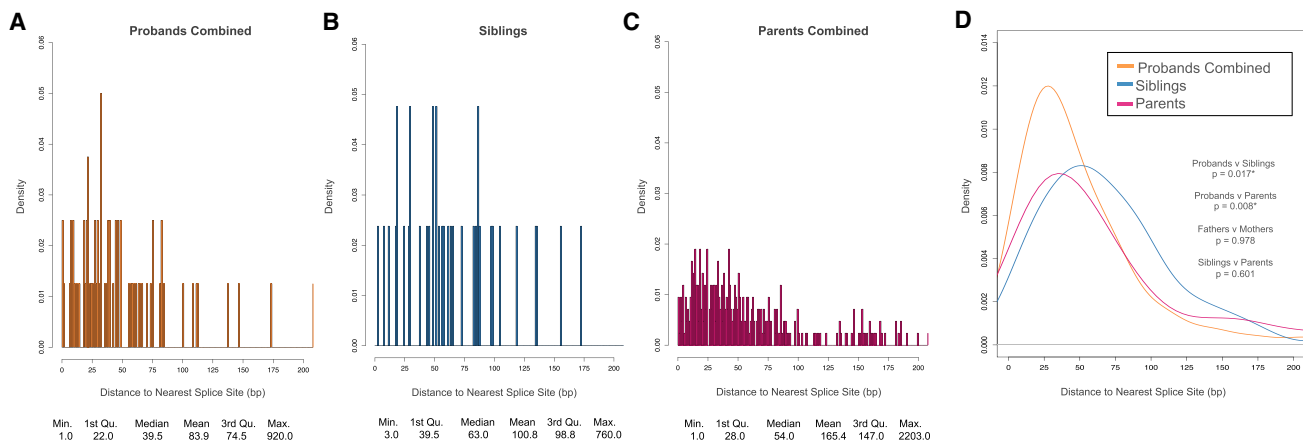 A
Probands Combined
Density
0.00 0.01 0.02 0.03 0.04 0.05 0.06
0 25 50 75 100 125 150 175 200
Distance to Nearest Splice Site (bp)
Min. 1st Qu. Median Mean 3rd Qu. Max.
1.0 22.0 39.5 83.9 74.5 920.0
B
Siblings
Density
0.00 0.01 0.02 0.03 0.04 0.05 0.06
0 25 50 75 100 125 150 175 200
Distance to Nearest Splice Site (bp)
Min. 1st Qu. Median Mean 3rd Qu. Max.
3.0 39.5 63.0 100.8 98.8 760.0
C
Parents Combined
Density
0.00 0.01 0.02 0.03 0.04 0.05 0.06
0 25 50 75 100 125 150 175 200
Distance to Nearest Splice Site (bp)
Min. 1st Qu. Median Mean 3rd Qu. Max.
1.0 28.0 54.0 165.4 147.0 2203.0
D
Density
0.000 0.002 0.004 0.006 0.008 0.010 0.012 0.014
Probands Combined
Siblings
Parents
Probands v Siblings
p = 0.017*
Probands v Parents
p = 0.008*
Fathers v Mothers
p = 0.978
Siblings v Parents
p = 0.601
0 25 50 75 100 125 150 175 200
Distance to Nearest Splice Site (bp)